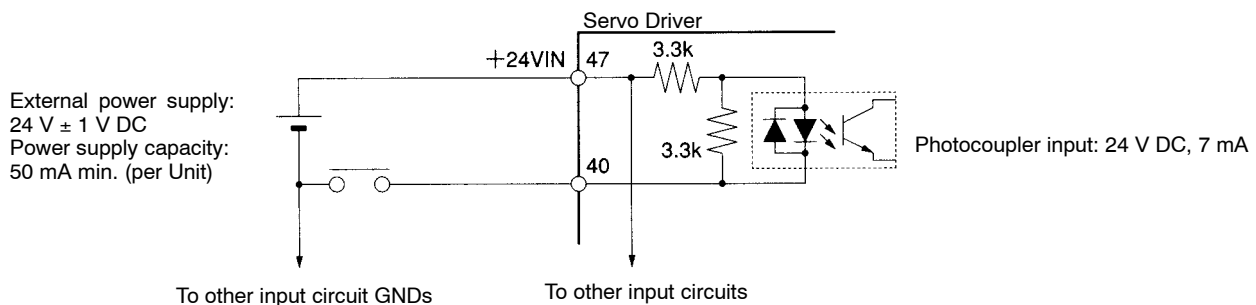 Servo Driver
+24VIN
47
3.3k
External power supply:
24 V ± 1 V DC
Power supply capacity:
50 mA min. (per Unit)
3.3k
Photocoupler input: 24 V DC, 7 mA
40
To other input circuit GNDs
To other input circuits